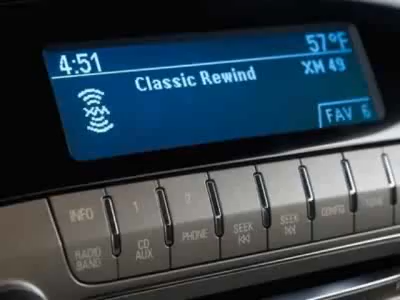 4:51
57°F
Classic Rewind
XM 49
XM
FAV 6
INFO
1
2
SEEK
SEEK
CONFIG
TONE
RADIO
BAND
CD
AUX
PHONE